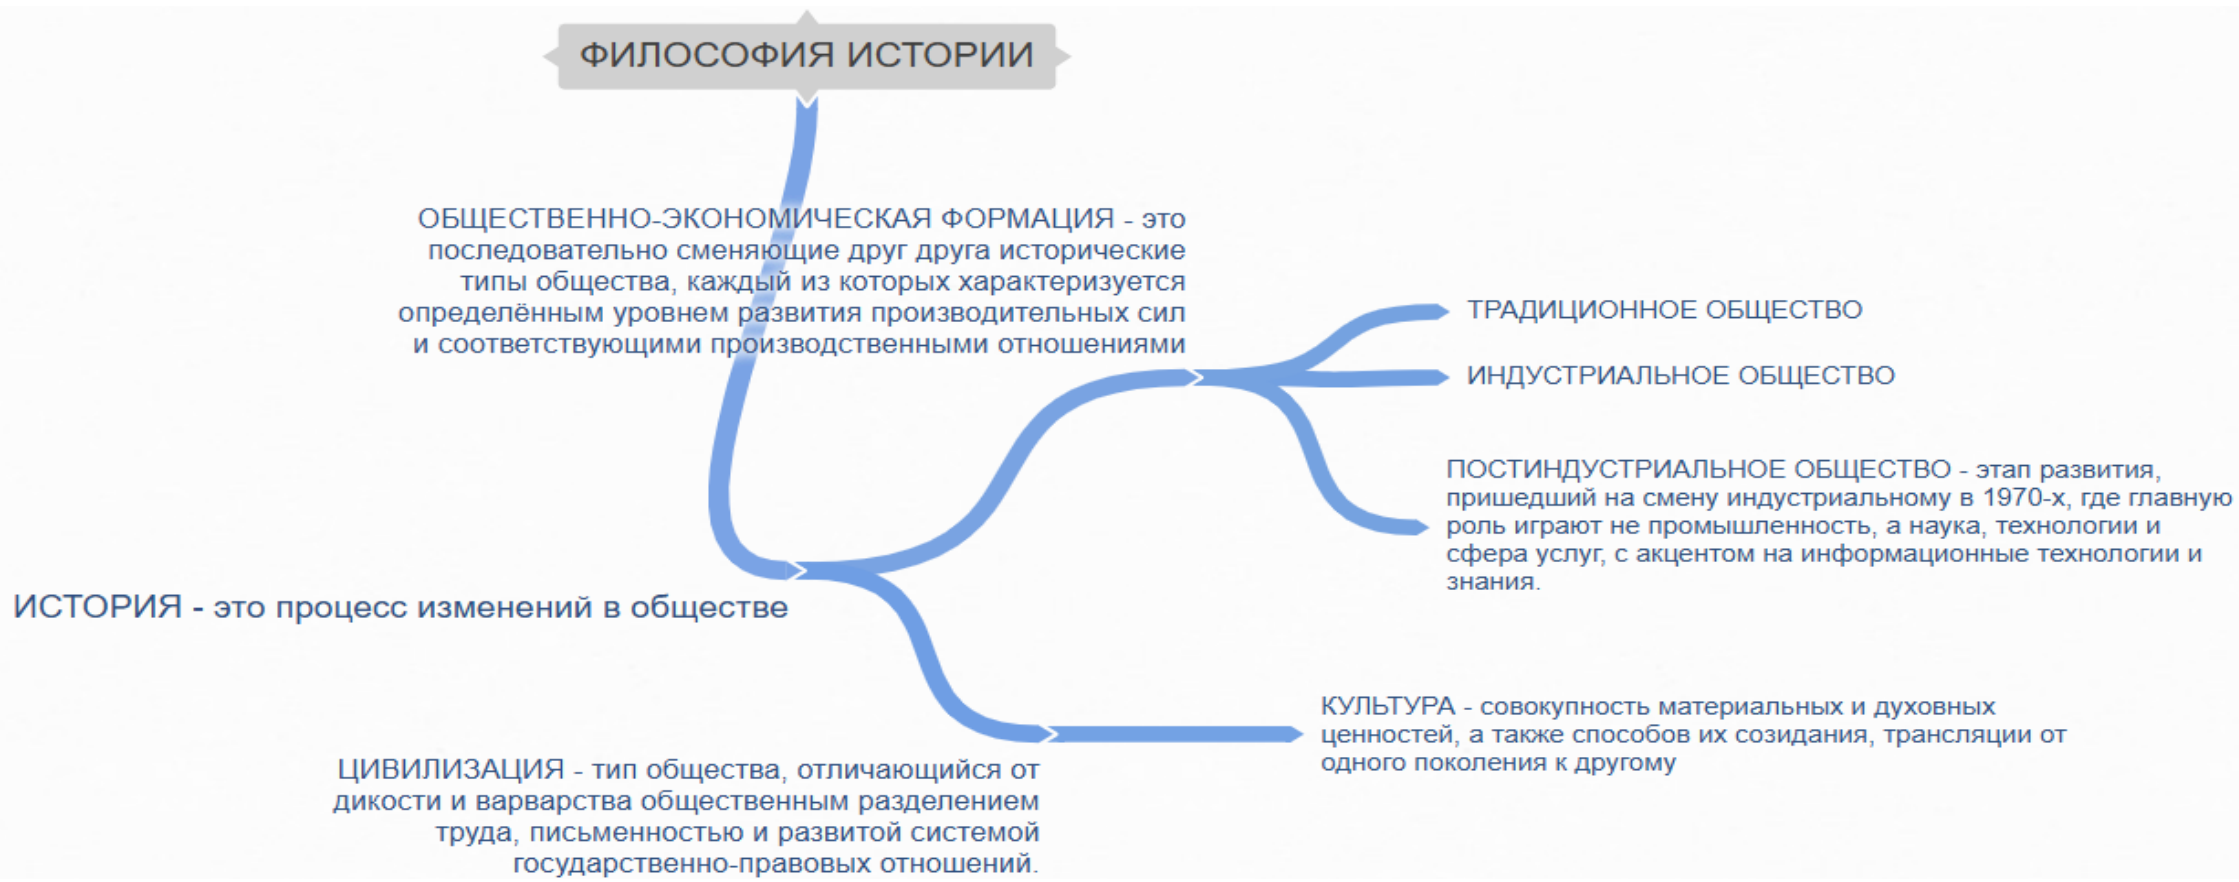 ФИЛОСОФИЯ ИСТОРИИ
ОБЩЕСТВЕННО-ЭКОНОМИЧЕСКАЯ ФОРМАЦИЯ - это
последовательно сменяющие друг друга исторические
типы общества, каждый из которых характеризуется
определённым уровнем развития производительных сил
и соответствующими производственными отношениями
ТРАДИЦИОННОЕ ОБЩЕСТВО
ИНДУСТРИАЛЬНОЕ ОБЩЕСТВО
ПОСТИНДУСТРИАЛЬНОЕ ОБЩЕСТВО - этап развития,
пришедший на смену индустриальному в 1970-х, где главную
роль играют не промышленность, а наука, технологии и
сфера услуг, с акцентом на информационные технологии и
знания.
ИСТОРИЯ - это процесс изменений в обществе
КУЛЬТУРА - совокупность материальных и духовных
ценностей, а также способов их созидания, трансляции от
одного поколения к другому
ЦИВИЛИЗАЦИЯ - тип общества, отличающийся от
дикости и варварства общественным разделением
труда, письменностью и развитой системой
государственно-правовых отношений.